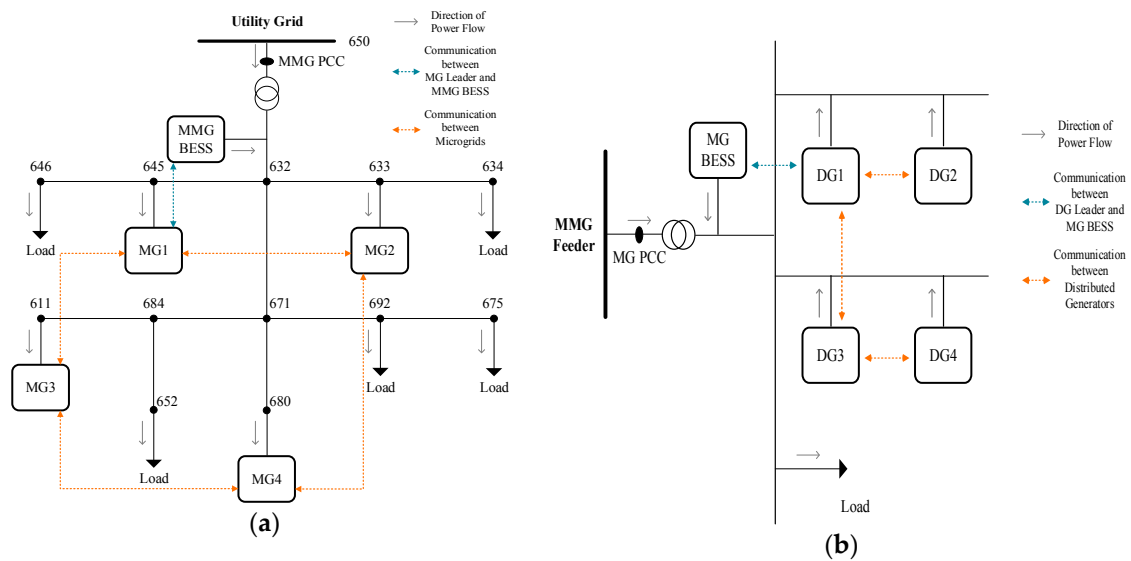 Utility Grid
650
MMG PCC
Direction of
Power Flow
Communication
between
MG Leader and
MMG BESS
Communication
between
Microgrids
MMG
BESS
646
645
632
633
634
Load
MG1
MG2
Load
611
684
671
692
675
MG3
652
680
Load
Load
Load
MG4
(a)
MMG
Feeder
MG PCC
MG
BESS
DG1
DG2
DG3
DG4
Load
Direction of
Power Flow
Communication
between
DG Leader and
MG BESS
Communication
between
Distributed
Generators
(b)